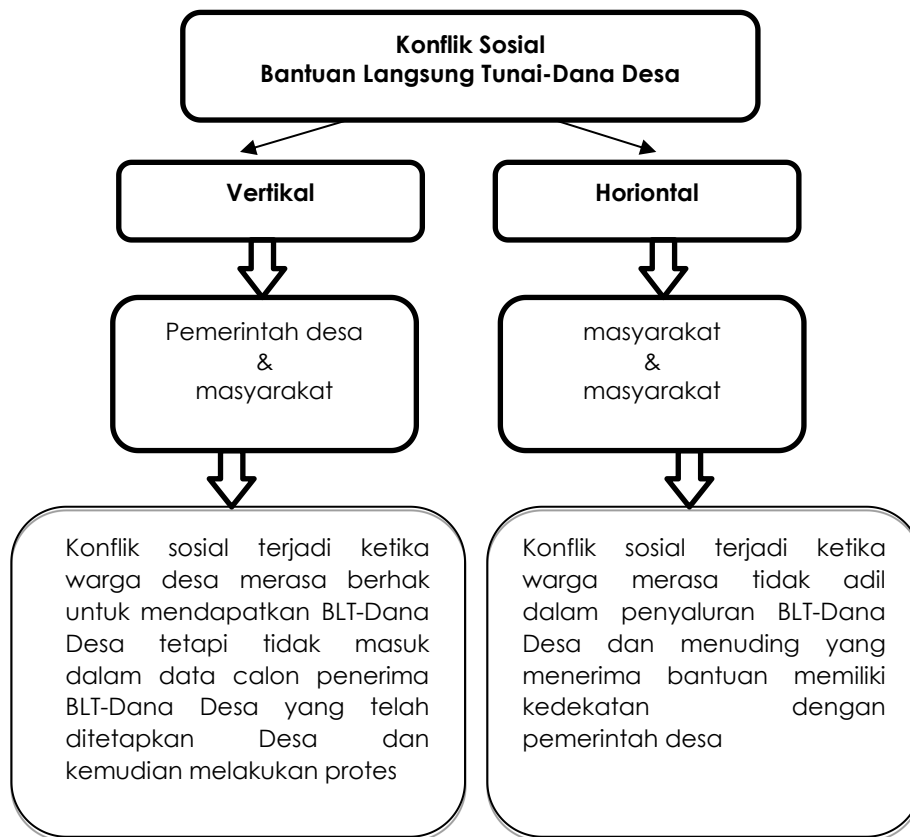 Konflik Sosial
Bantuan Langsung Tunai-Dana Desa
Vertikal
Horiontal
Pemerintah desa
&
masyarakat
masyarakat
&
masyarakat
Konflik sosial terjadi ketika
warga desa merasa berhak
untuk mendapatkan BLT-Dana
Desa tetapi tidak masuk
dalam data calon penerima
BLT-Dana Desa yang telah
ditetapkan Desa dan
kemudian melakukan protes
Konflik sosial terjadi ketika
warga merasa tidak adil
dalam penyaluran BLT-Dana
Desa dan menuding yang
menerima bantuan memiliki
kedekatan dengan
pemerintah desa